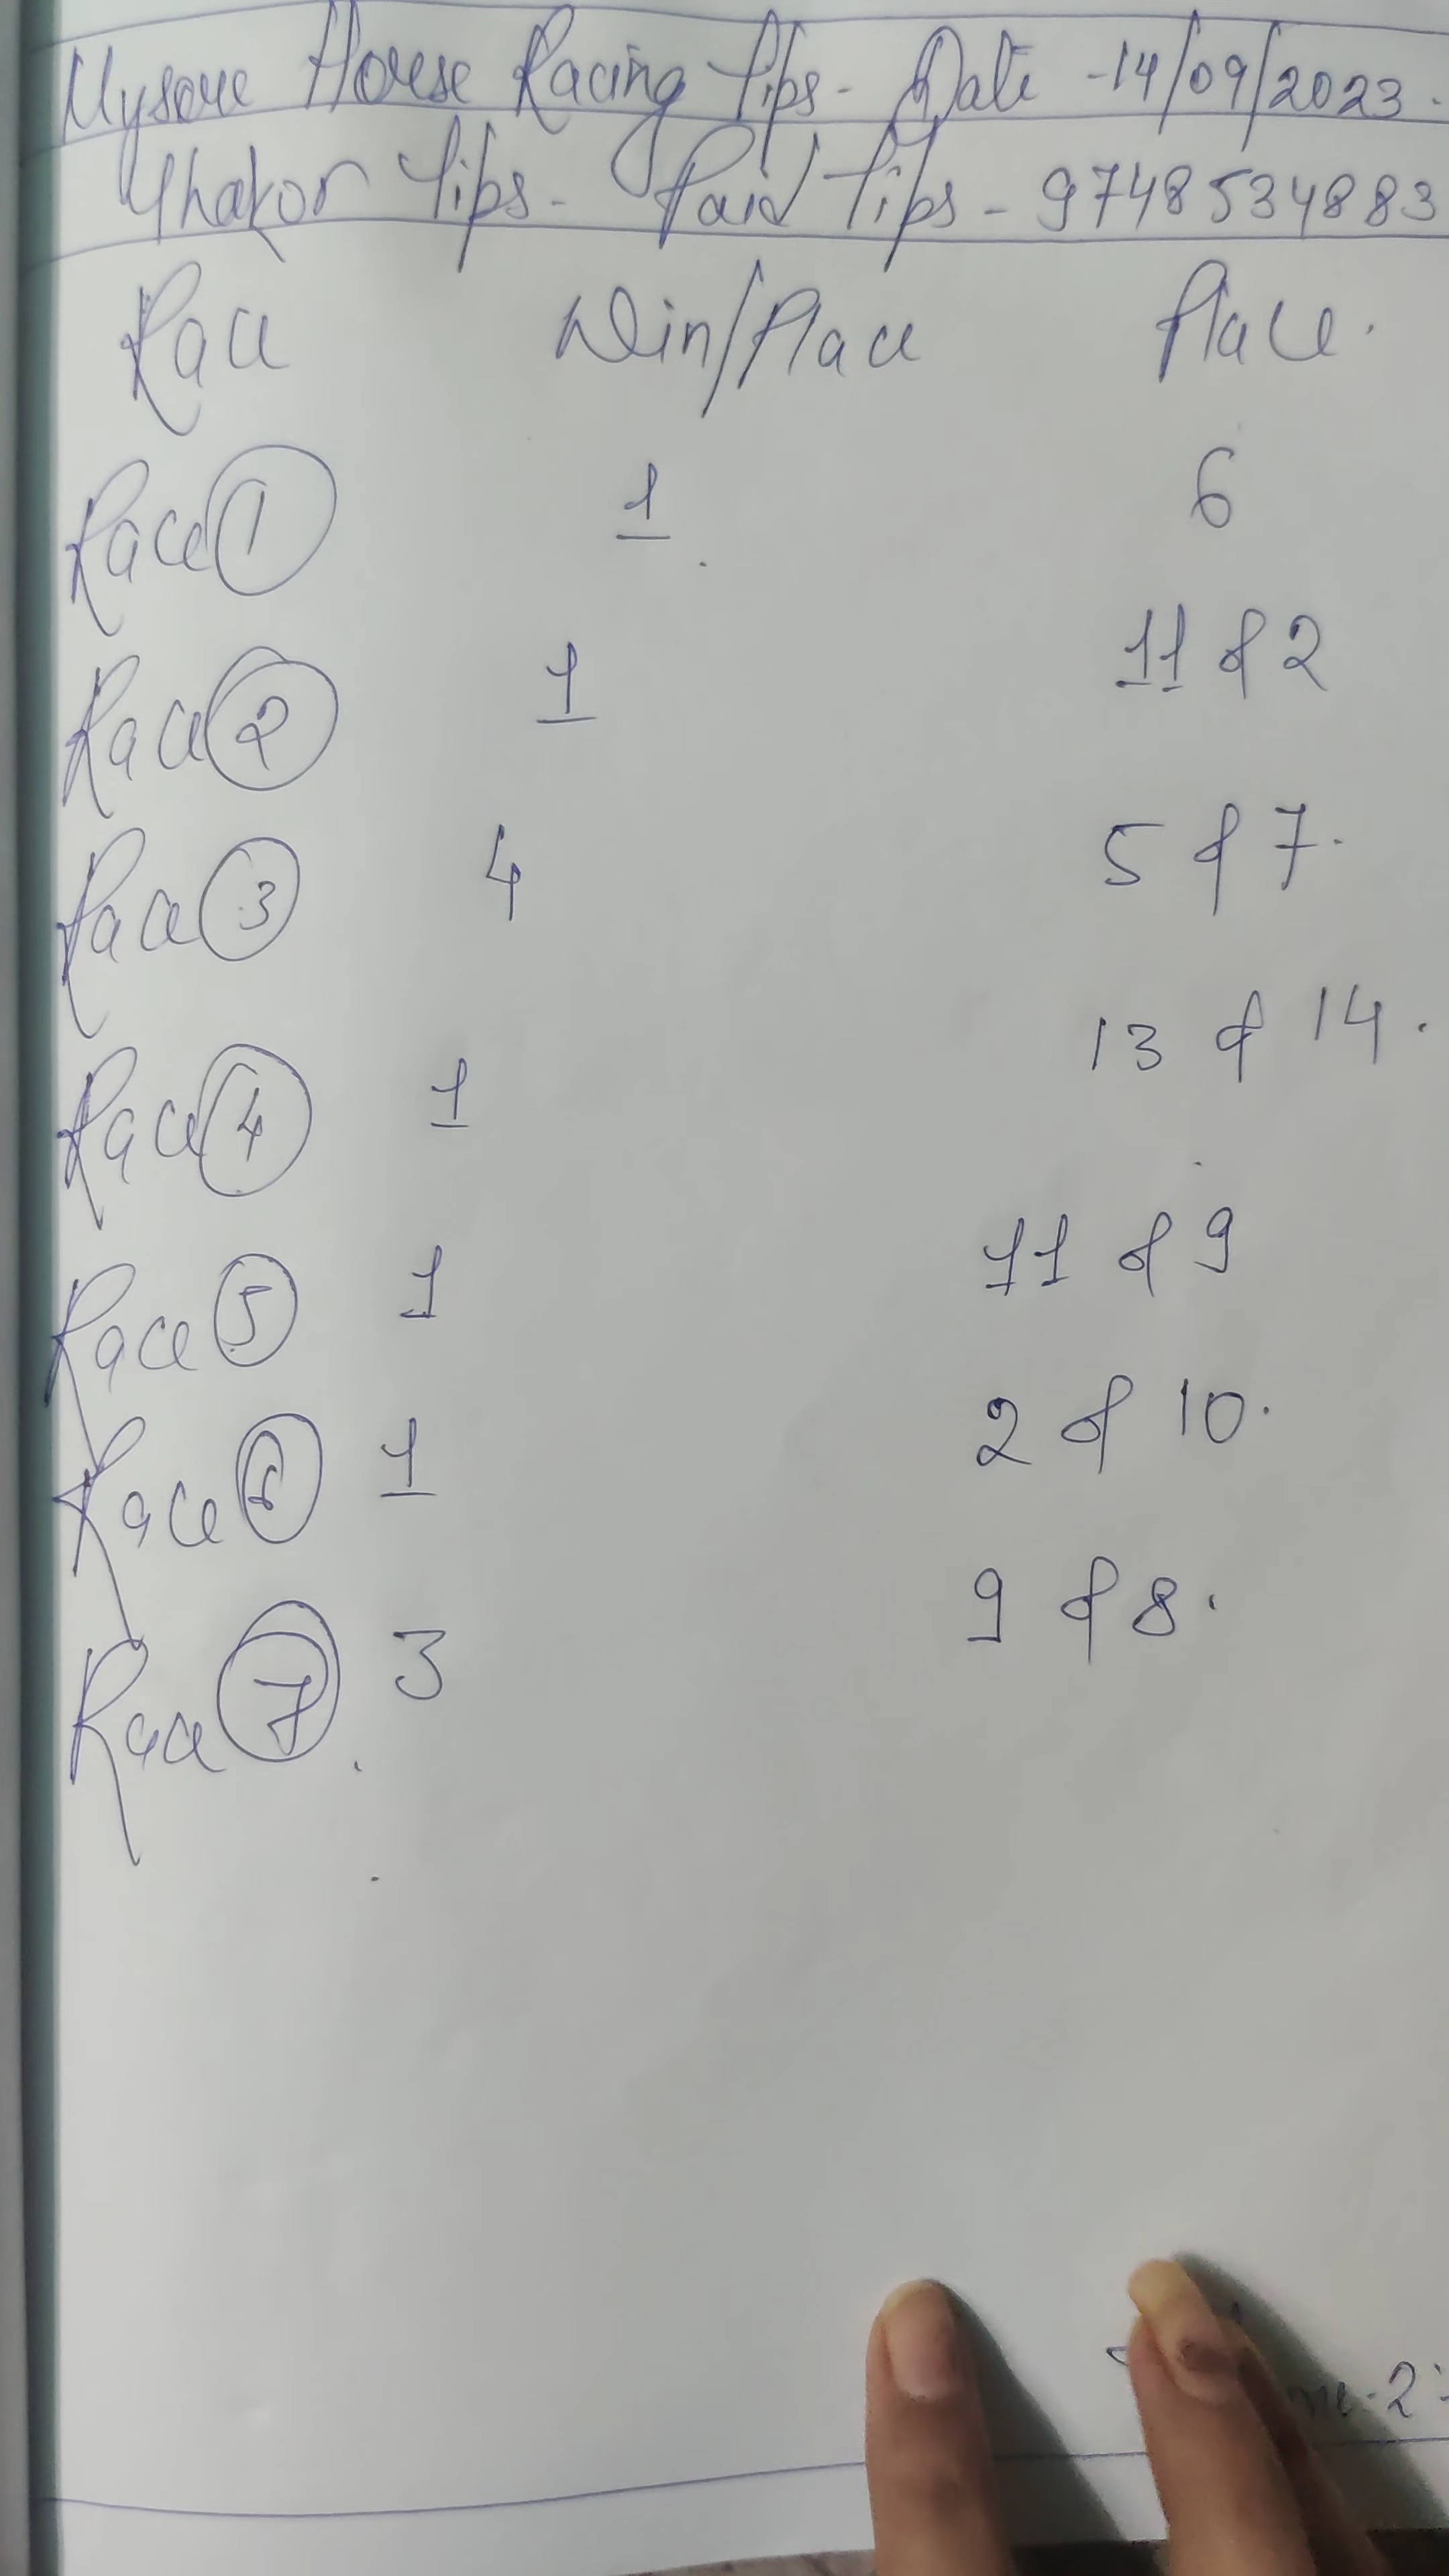 Mysore Horse Racing Tips - Date - 14/09/2023.
Thakor Tips - Paid Tips - 9748534883
Race Win/Place Place.
Race 1 1 6
Race 2 1 11 & 2
Race 3 4 5 & 7.
Race 4 1 13 & 14.
Race 5 1 11 & 9
Race 6 1 2 & 10.
Race 7 3 9 & 8.